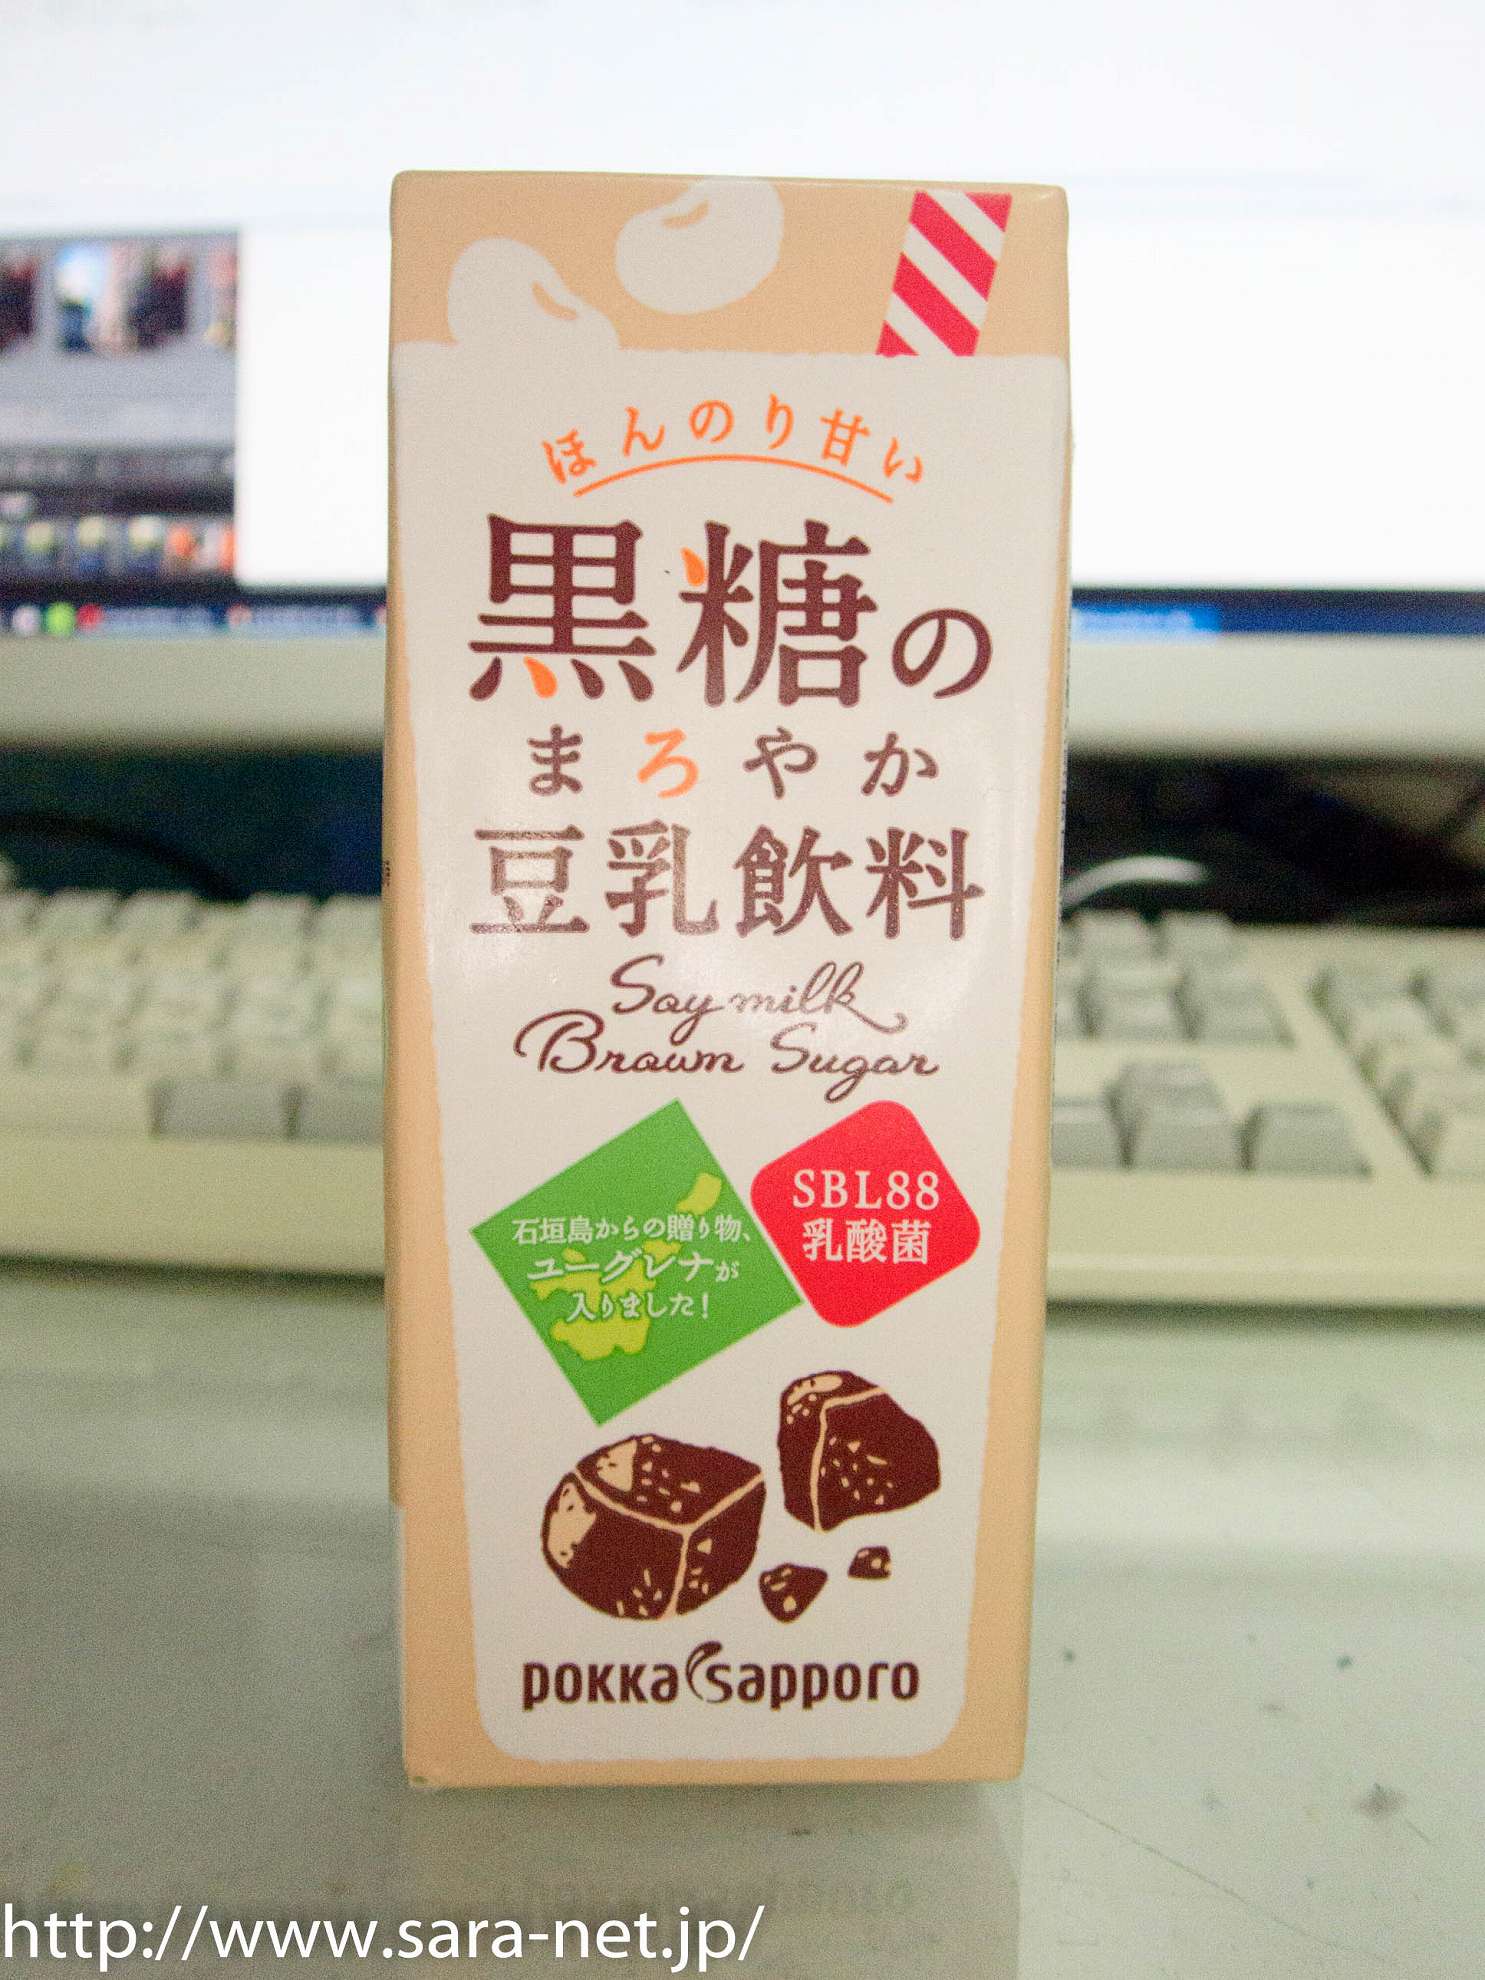 ほんのり甘い
黒糖の
まろやか
豆乳飲料
Soy milk
Brown Sugar
石垣島からの贈り物、
ユーグレナが
入りました!
SBL88
乳酸菌
pokka sapporo
http://www.sara-net.jp/